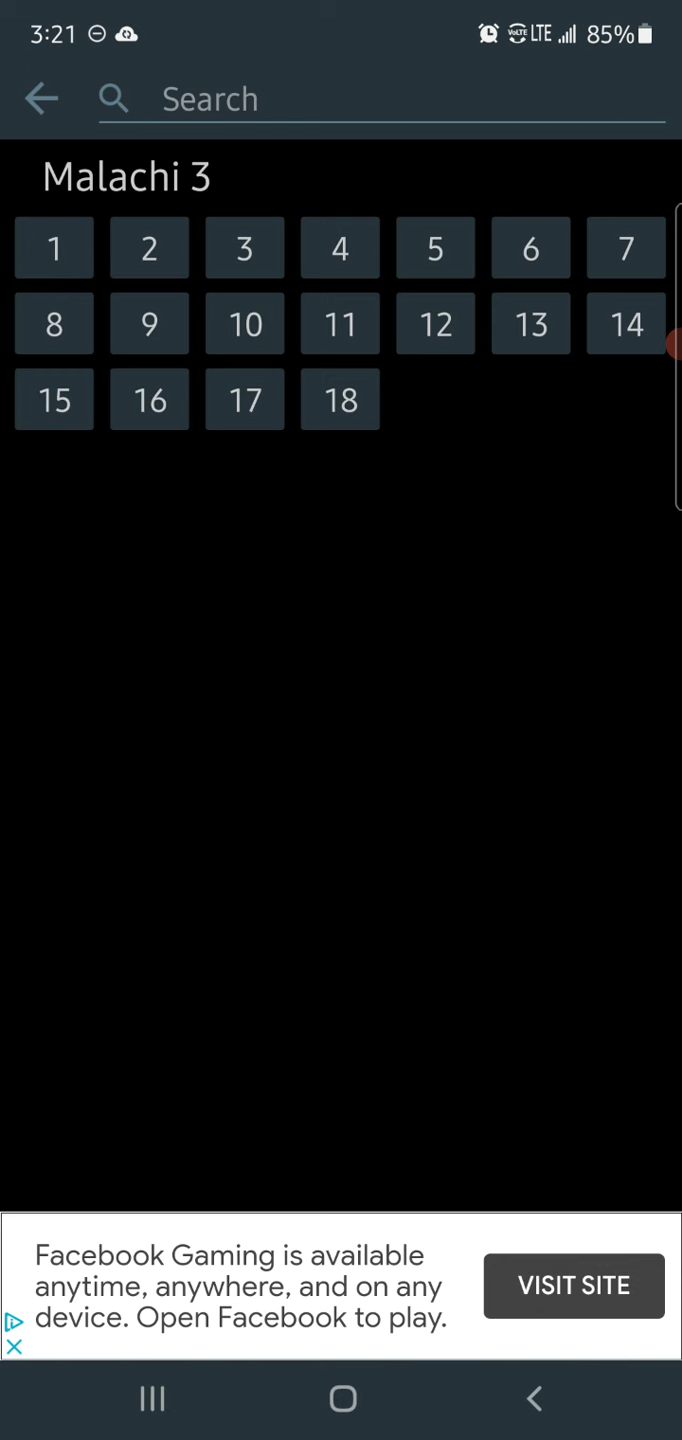 3:21 VoLTE LTE 85%
Search
Malachi 3
1 2 3 4 5 6 7
8 9 10 11 12 13 14
15 16 17 18
Facebook Gaming is available
anytime, anywhere, and on any
device. Open Facebook to play.
VISIT SITE